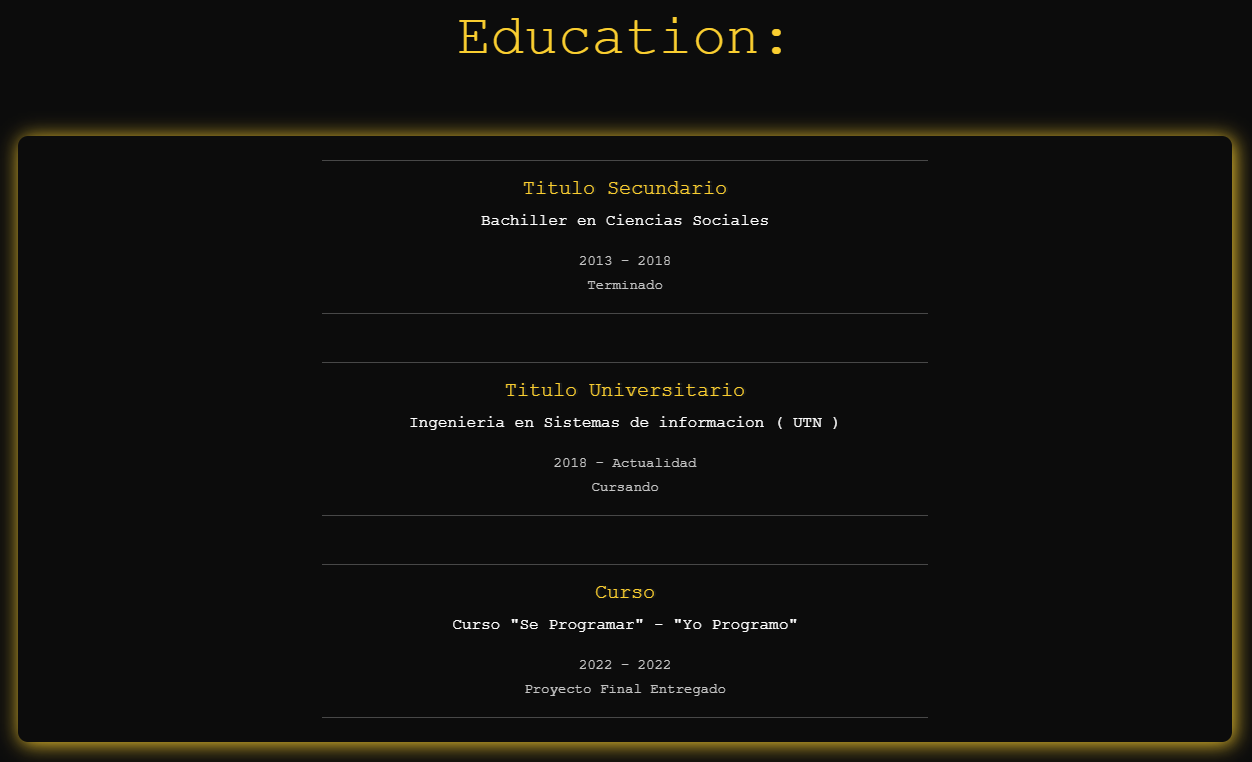 Education:
Titulo Secundario
Bachiller en Ciencias Sociales
2013 - 2018
Terminado
Titulo Universitario
Ingenieria en Sistemas de informacion ( UTN )
2018 - Actualidad
Cursando
Curso
Curso "Se Programar" - "Yo Programo"
2022 - 2022
Proyecto Final Entregado